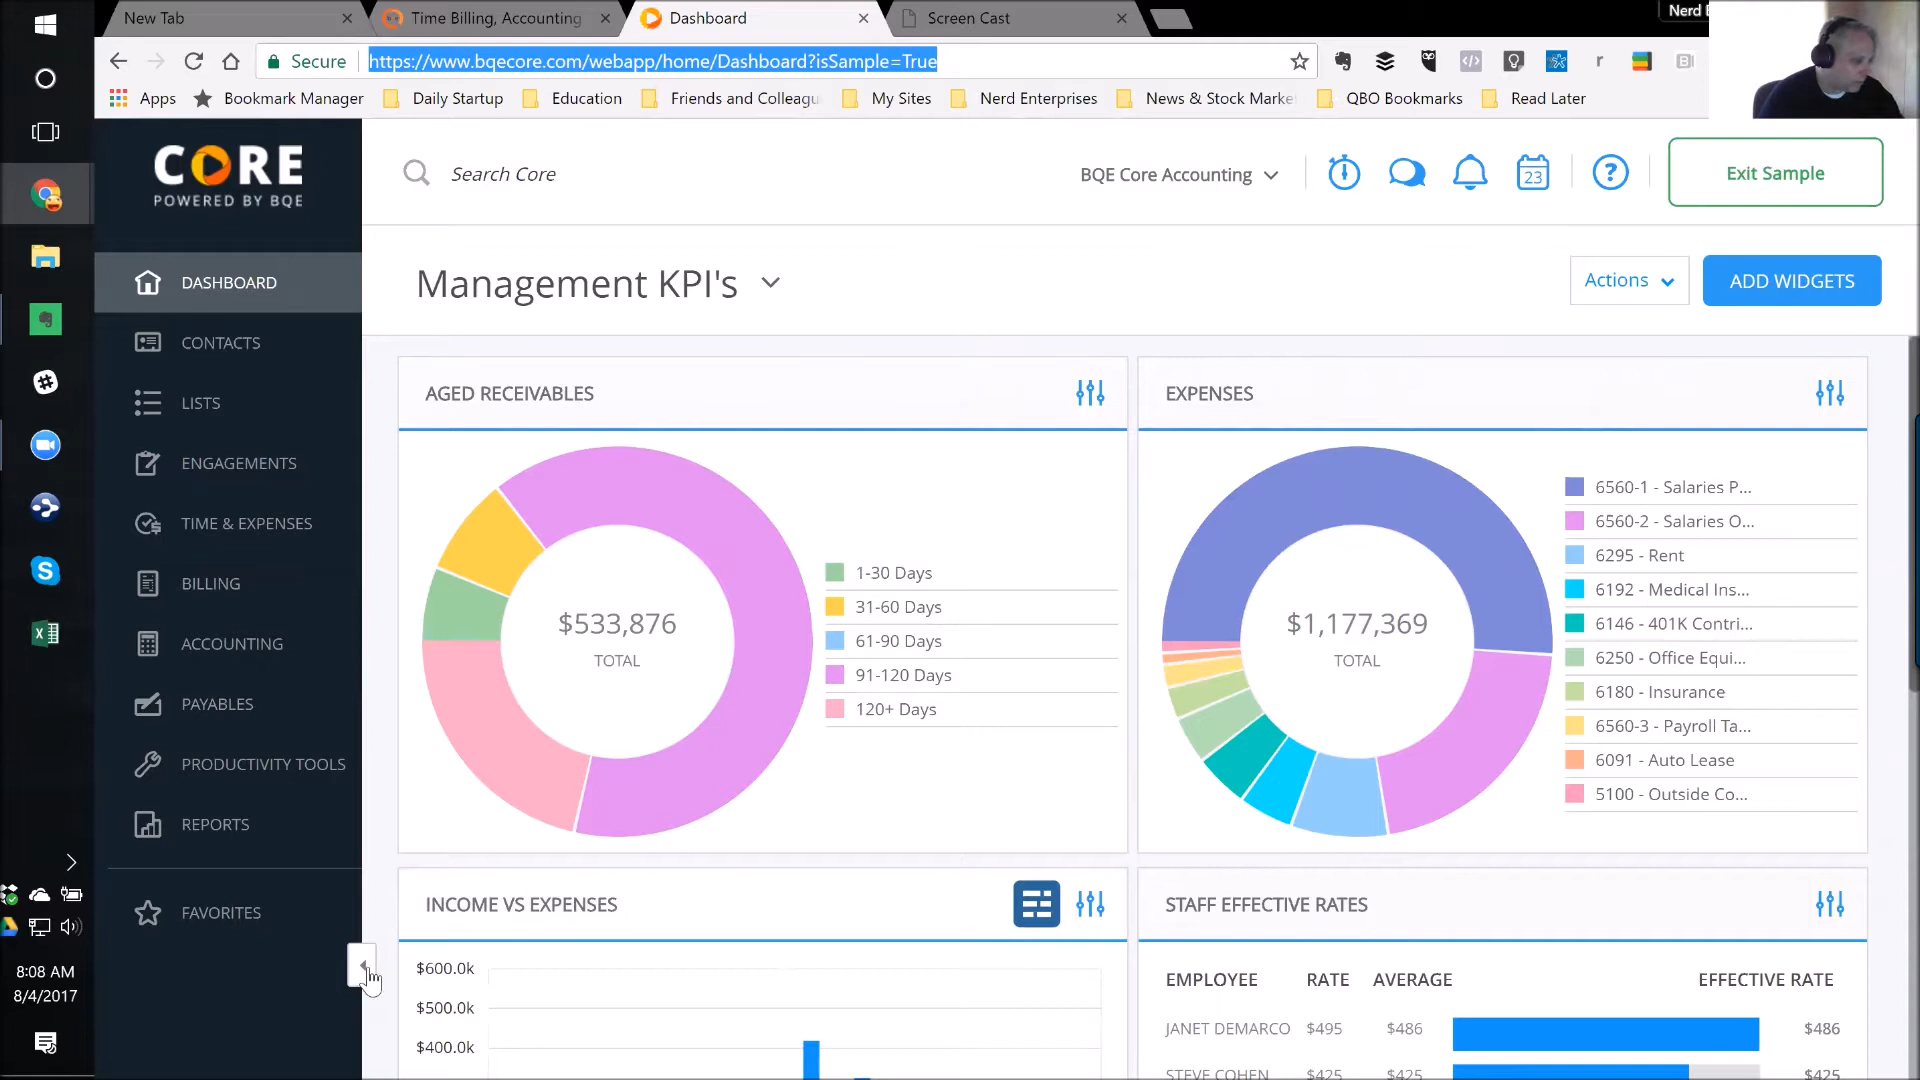 New Tab
Time Billing, Accounting
Dashboard
Screen Cast
Nerd
Secure
https://www.bqecore.com/webapp/home/Dashboard?isSample=True
Apps
Bookmark Manager
Daily Startup
Education
Friends and Colleagu
My Sites
Nerd Enterprises
News & Stock Marke
QBO Bookmarks
Read Later
CORE
POWERED BY BQE
Search Core
BQE Core Accounting
23
?
Exit Sample
DASHBOARD
CONTACTS
LISTS
ENGAGEMENTS
TIME & EXPENSES
BILLING
ACCOUNTING
PAYABLES
PRODUCTIVITY TOOLS
REPORTS
FAVORITES
Management KPI's
Actions
ADD WIDGETS
AGED RECEIVABLES
$533,876
TOTAL
1-30 Days
31-60 Days
61-90 Days
91-120 Days
120+ Days
EXPENSES
$1,177,369
TOTAL
6560-1 - Salaries P...
6560-2 - Salaries O...
6295 - Rent
6192 - Medical Ins...
6146 - 401K Contri...
6250 - Office Equi...
6180 - Insurance
6560-3 - Payroll Ta...
6091 - Auto Lease
5100 - Outside Co...
INCOME VS EXPENSES
$600.0k
$500.0k
$400.0k
STAFF EFFECTIVE RATES
EMPLOYEE RATE AVERAGE EFFECTIVE RATE
JANET DEMARCO $495 $486 $486
STEVE COHEN $425 $425 $425
8:08 AM
8/4/2017